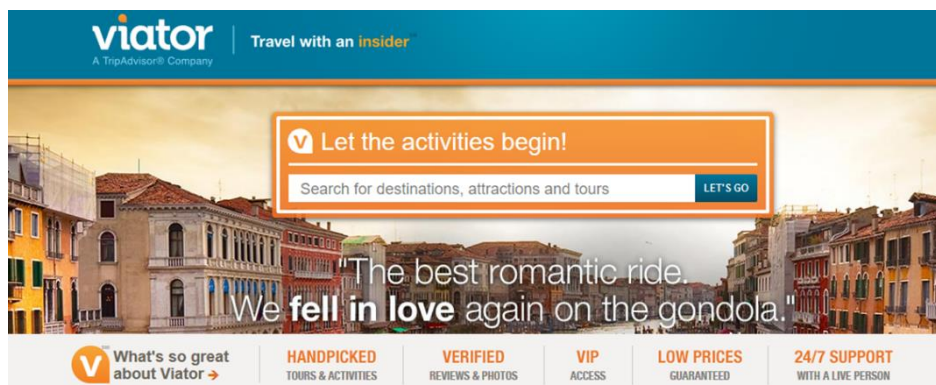 viator
A TripAdvisor® Company
Travel with an insider℠
V Let the activities begin!
Search for destinations, attractions and tours
LET'S GO
"The best romantic ride.
We fell in love again on the gondola."
V
What's so great
about Viator →
HANDPICKED
TOURS & ACTIVITIES
VERIFIED
REVIEWS & PHOTOS
VIP
ACCESS
LOW PRICES
GUARANTEED
24/7 SUPPORT
WITH A LIVE PERSON